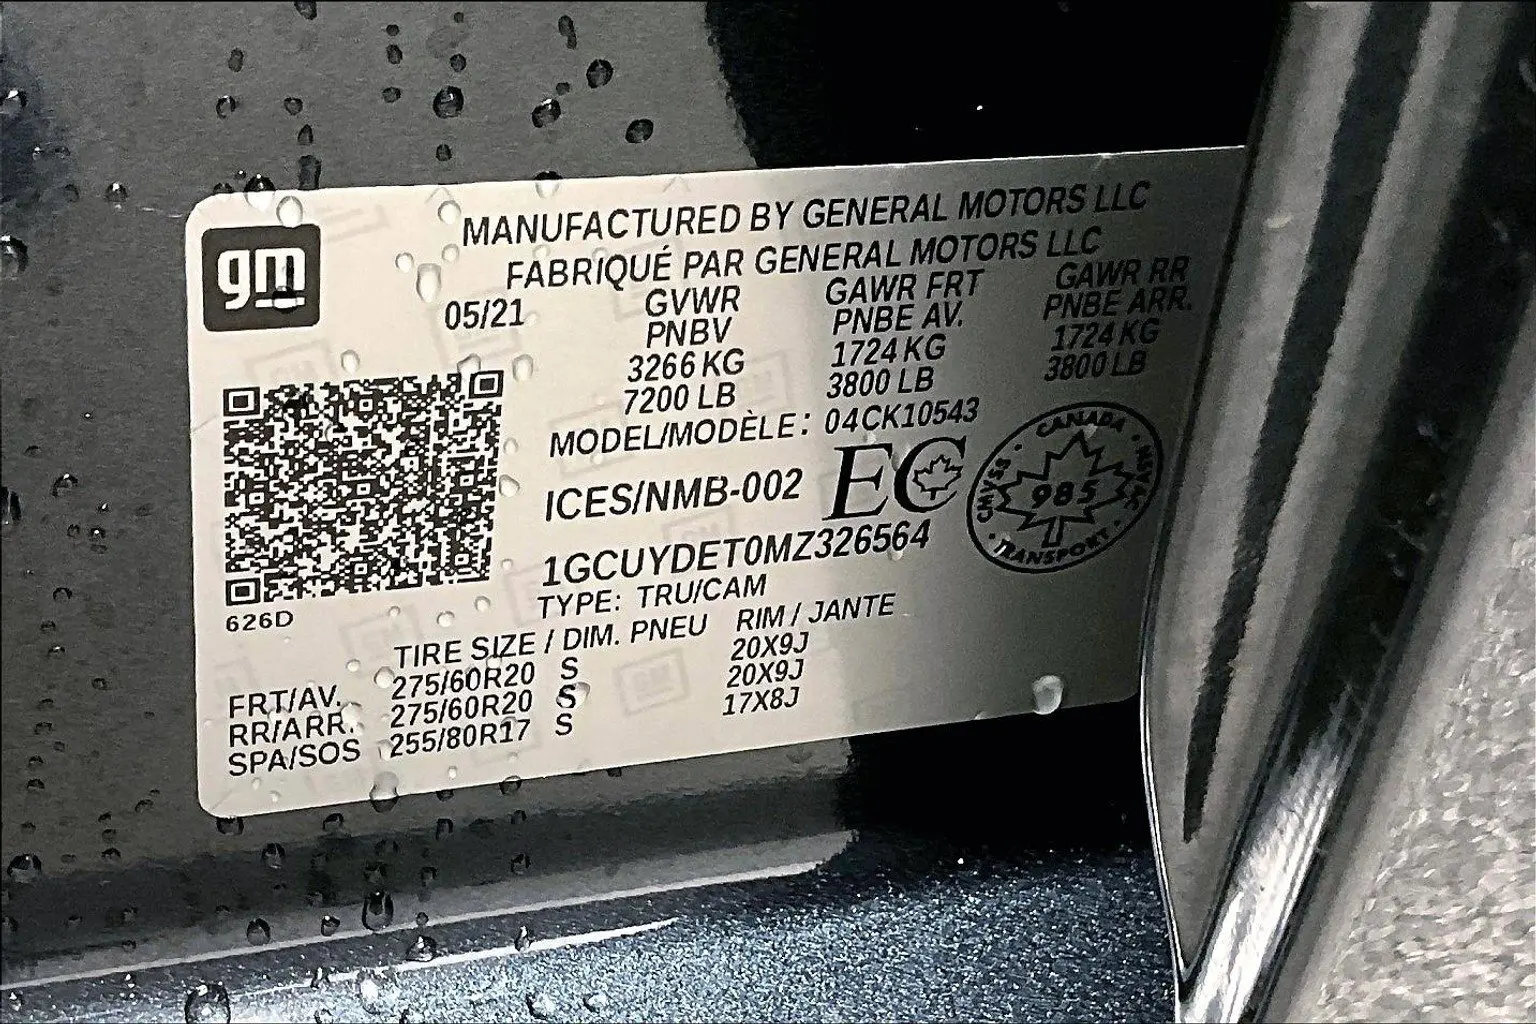 gm
MANUFACTURED BY GENERAL MOTORS LLC
FABRIQUÉ PAR GENERAL MOTORS LLC
05/21 GVWR GAWR FRT GAWR RR
PNBV PNBE AV. PNBE ARR.
3266 KG 1724 KG 1724 KG
7200 LB 3800 LB 3800 LB
MODEL/MODÈLE: 04CK10543
ICES/NMB-002 EC
CANADA
CMVSS 985 NSVAC
TRANSPORT
1GCUYDET0MZ326564
TYPE: TRU/CAM
626D
TIRE SIZE / DIM. PNEU RIM / JANTE
FRT/AV. 275/60R20 S 20X9J
RR/ARR. 275/60R20 S 20X9J
SPA/SOS 255/80R17 S 17X8J